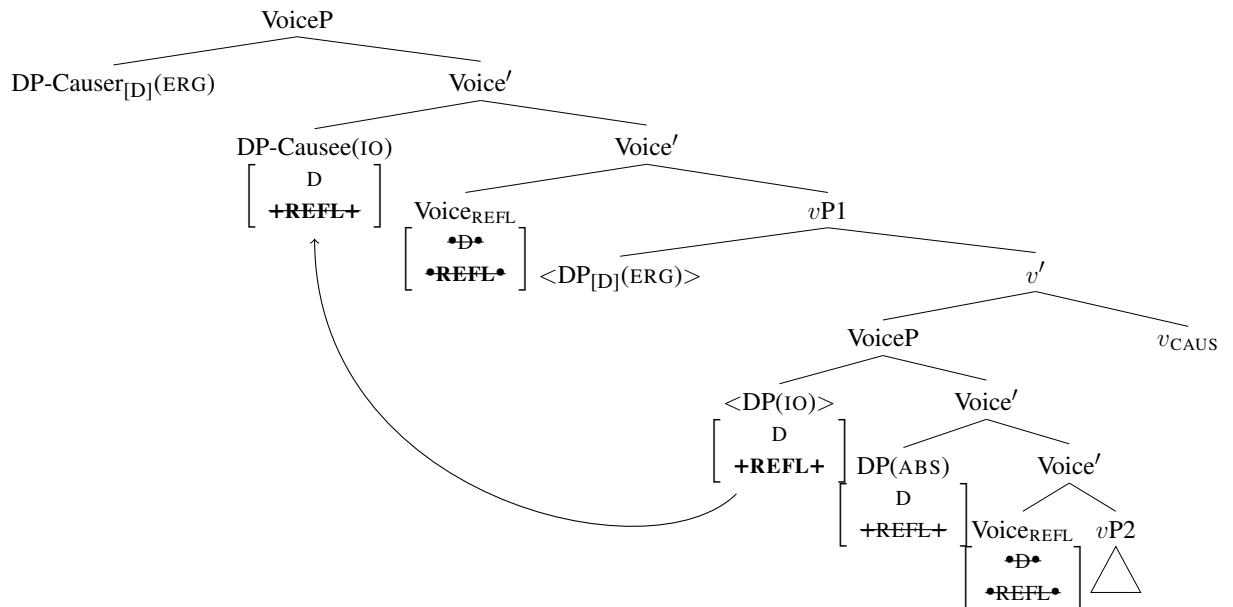 VoiceP
DP-Causer[D](ERG) Voice′
DP-Causee(IO) Voice′
D
+REFL+
VoiceREFL vP1
•D•
•REFL• <DP[D](ERG)> v′
VoiceP vCAUS
<DP(IO)> Voice′
D
+REFL+ DP(ABS) Voice′
D
+REFL+ VoiceREFL vP2
•D•
•REFL•